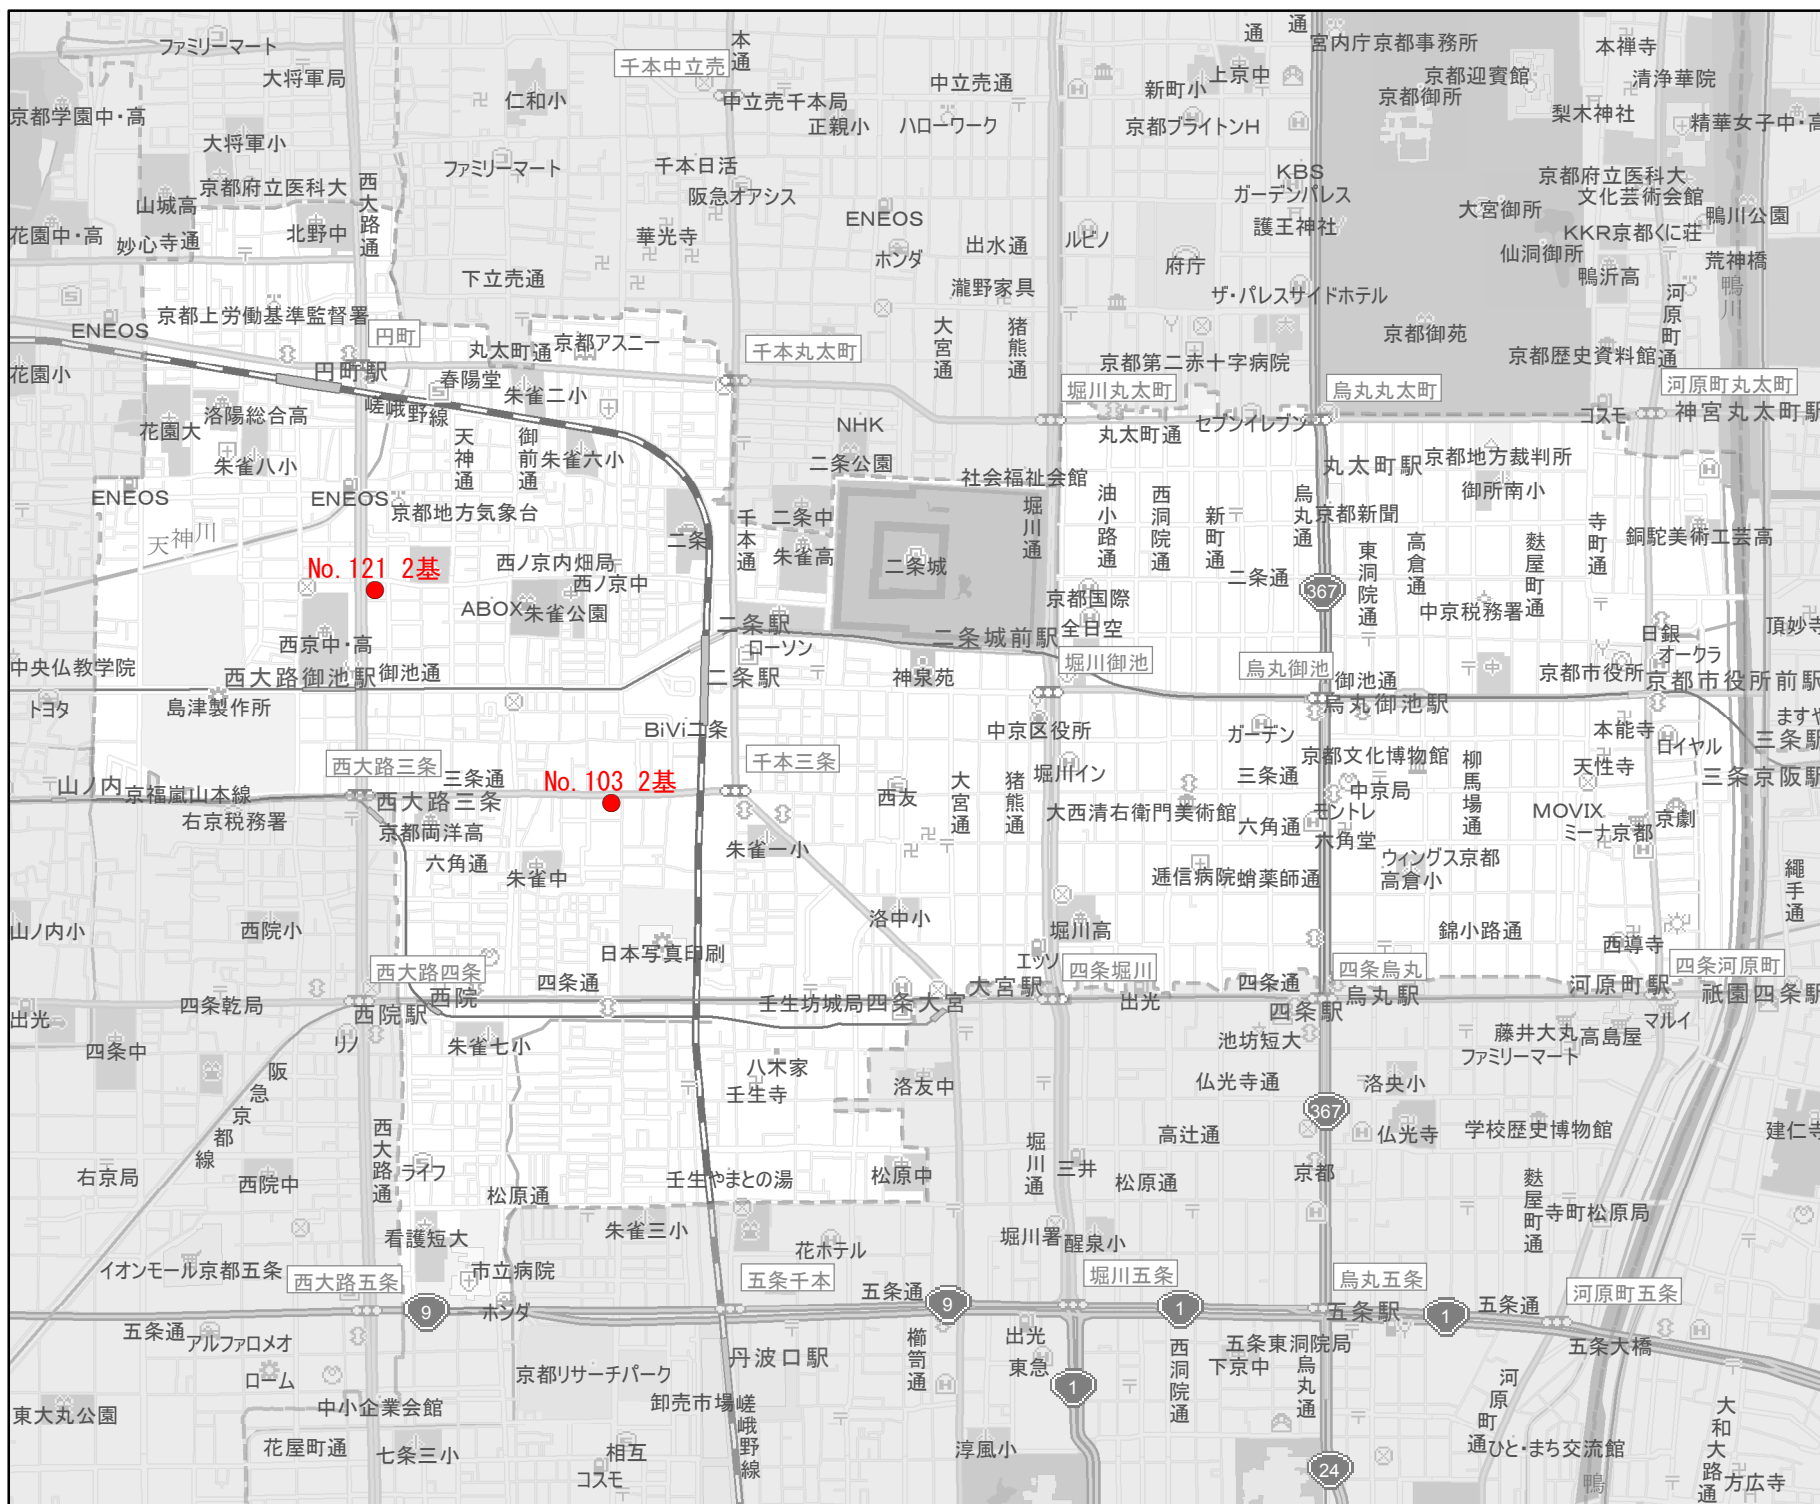 ファミリーマート
大将軍局
京都学園中・高
大将軍小
京都府立医科大
山城高
北野中
花園中・高
妙心寺通
西大路通
仁和小
ファミリーマート
下立売通
千本中立売
本通
中立売千本局
正親小
中立売通
ハローワーク
千本日活
阪急オアシス
ENEOS
華光寺
ホンダ
出水通
瀧野家具
ルビノ
新町小
上京中
通
通
京都ブライトンH
宮内庁京都事務所
京都迎賓館
京都御所
KBS
ガーデンパレス
護王神社
府庁
ザ・パレスサイドホテル
大宮御所
仙洞御所
京都御苑
本禅寺
清浄華院
梨木神社
精華女子中・高
京都府立医科大
文化芸術会館
鴨川公園
KKR京都くに荘
荒神橋
鴨沂高
鴨川
河原町通
京都歴史資料館
京都上労働基準監督署
ENEOS
円町
丸太町通
京都アスニー
千本丸太町
大宮通
猪熊通
京都第二赤十字病院
花園小
円町駅
春陽堂
朱雀二小
嵯峨野線
堀川丸太町
烏丸丸太町
河原町丸太町
コスモ
神宮丸太町駅
洛陽総合高
花園大
朱雀八小
天神通
御前通
朱雀六小
NHK
二条公園
丸太町通
セブンイレブン
丸太町駅
京都地方裁判所
御所南小
ENEOS
ENEOS
京都地方気象台
天神川
社会福祉会館
堀川通
油小路通
西洞院通
新町通
烏丸通
京都新聞
東洞院通
高倉通
麩屋町通
寺町通
銅駝美術工芸高
二条
千本通
二条中
朱雀高
二条城
No.121 2基
西ノ京内畑局
西ノ京中
ABOX
朱雀公園
二条通
367
京都国際
全日空
中京税務署
日銀
オークラ
頂妙寺
西京中・高
中央仏教学院
西大路御池駅
御池通
二条駅
ローソン
二条駅
二条城前駅
堀川御池
烏丸御池
神泉苑
御池通
烏丸御池駅
京都市役所
京都市役所前駅
トヨタ
島津製作所
BiVi二条
中京区役所
ガーデン
京都文化博物館
本能寺
ロイヤル
ますや
三条駅
三条京阪駅
西大路三条
三条通
No.103 2基
千本三条
山ノ内
京福嵐山本線
西大路三条
右京税務署
京都両洋高
六角通
朱雀中
西友
大宮通
猪熊通
堀川イン
大西清右衛門美術館
三条通
中京局
柳馬場通
天性寺
MOVIX
ミーナ京都
京劇
六角通
モントレ
六角堂
朱雀一小
逓信病院
蛸薬師通
ウィングス京都
高倉小
縄手通
山ノ内小
西院小
日本写真印刷
洛中小
堀川高
エッソ
錦小路通
西導寺
西大路四条
四条堀川
四条烏丸
四条河原町
四条乾局
出光
西院駅
西院
四条通
壬生坊城局
四条大宮
大宮駅
出光
四条通
四条駅
烏丸駅
河原町駅
祇園四条駅
四条中
リノ
朱雀七小
八木家
壬生寺
洛友中
池坊短大
仏光寺通
藤井大丸
高島屋
マルイ
ファミリーマート
洛央小
阪急京都線
367
堀川通
高辻通
仏光寺
学校歴史博物館
建仁寺
右京局
西院中
西大路通
ライフ
松原通
壬生やまとの湯
松原中
三井
松原通
京都
麩屋町通
寺町松原局
看護短大
朱雀三小
花ホテル
堀川署
醒泉小
イオンモール京都五条
西大路五条
市立病院
五条千本
堀川五条
烏丸五条
河原町五条
9
ホンダ
五条通
9
1
五条駅
1
五条通
五条通
アルファロメオ
ローム
丹波口駅
櫛笥通
出光
東急
五条東洞院局
下京中
烏丸通
西洞院通
五条大橋
京都リサーチパーク
1
東大丸公園
中小企業会館
卸売市場
嵯峨野線
花屋町通
七条三小
相互
コスモ
淳風小
24
河原町通
ひと・まち交流館
鴨
大和大路通
方広寺